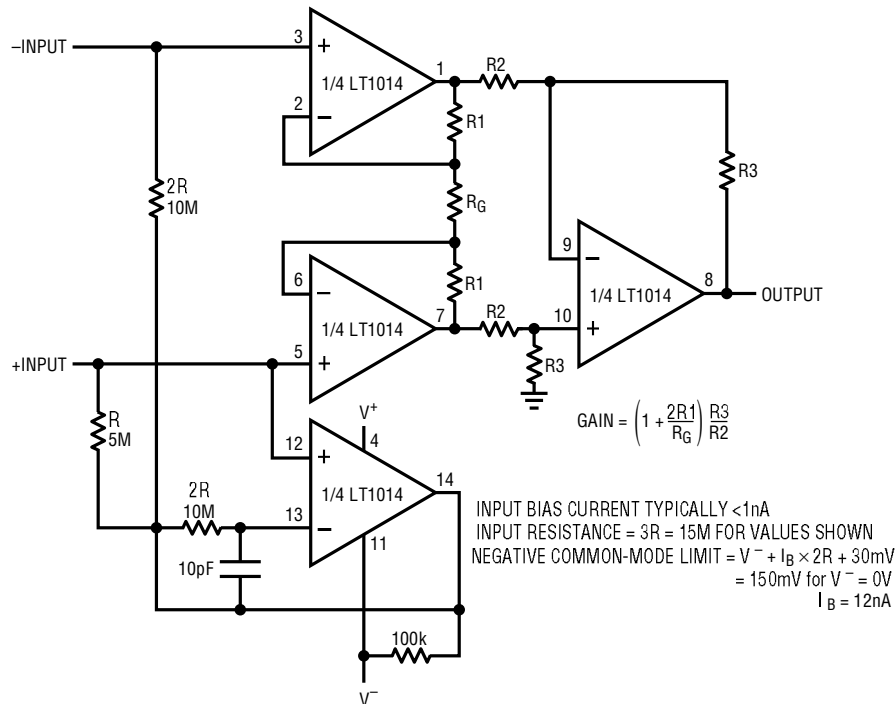 –INPUT
3
+
1/4 LT1014
2
–
1
R2
R1
2R
10M
RG
R3
6
–
1/4 LT1014
5
+
7
R1
R2
9
–
10
+
1/4 LT1014
8
OUTPUT
R3
+INPUT
R
5M
V+
4
12
+
1/4 LT1014
14
2R
10M
13
–
11
10pF
100k
V–
GAIN = (1 + 2R1/RG) R3/R2
INPUT BIAS CURRENT TYPICALLY <1nA
INPUT RESISTANCE = 3R = 15M FOR VALUES SHOWN
NEGATIVE COMMON-MODE LIMIT = V– + IB × 2R + 30mV
= 150mV for V– = 0V
IB = 12nA